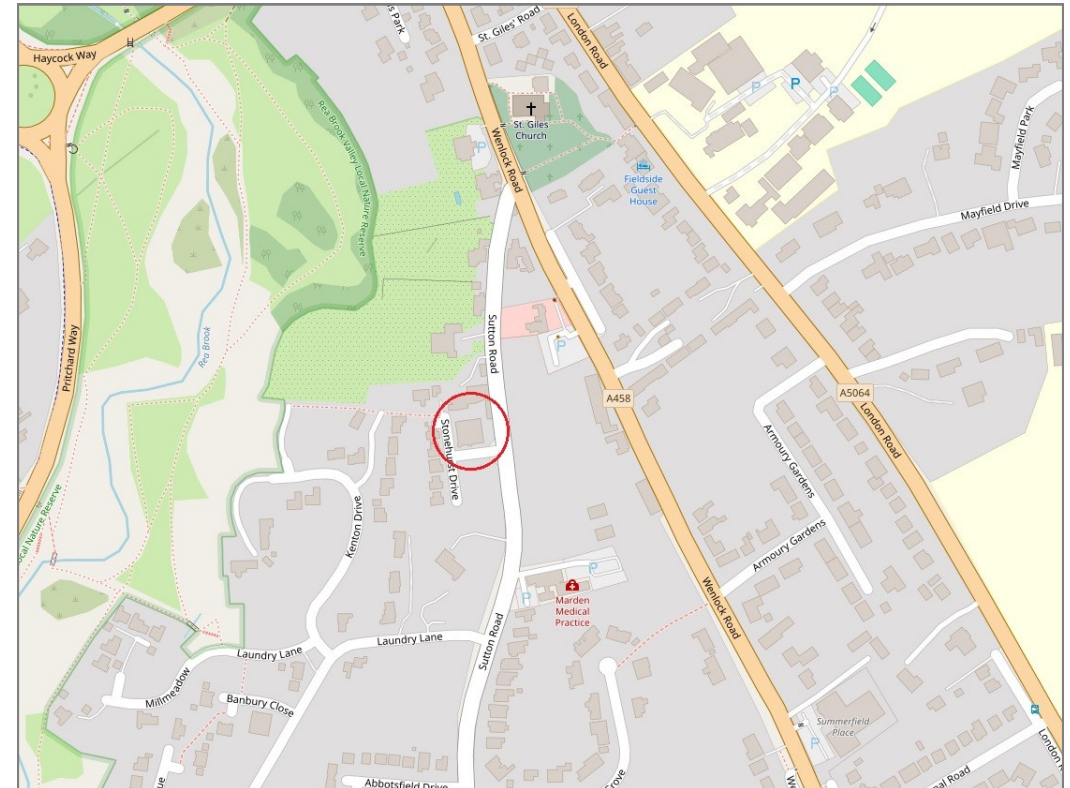 Haycock Way
St. Giles' Road
London Road
St. Giles
Church
Wenlock Road
Rea Brook Valley Local Nature Reserve
P
P
P
P
Fieldside
Guest
House
Mayfield Park
Mayfield Drive
Pritchard Way
Rea Brook
Sutton Road
P
A458
A5064
London Road
Stonehurst Drive
Armoury Gardens
Kenton Drive
Local Nature Reserve
Armoury Gardens
P
P
Marden
Medical
Practice
Wenlock Road
Sutton Road
Laundry Lane
Laundry Lane
Millmeadow
Banbury Close
Summerfield
Place
P
Abbotsfield Drive